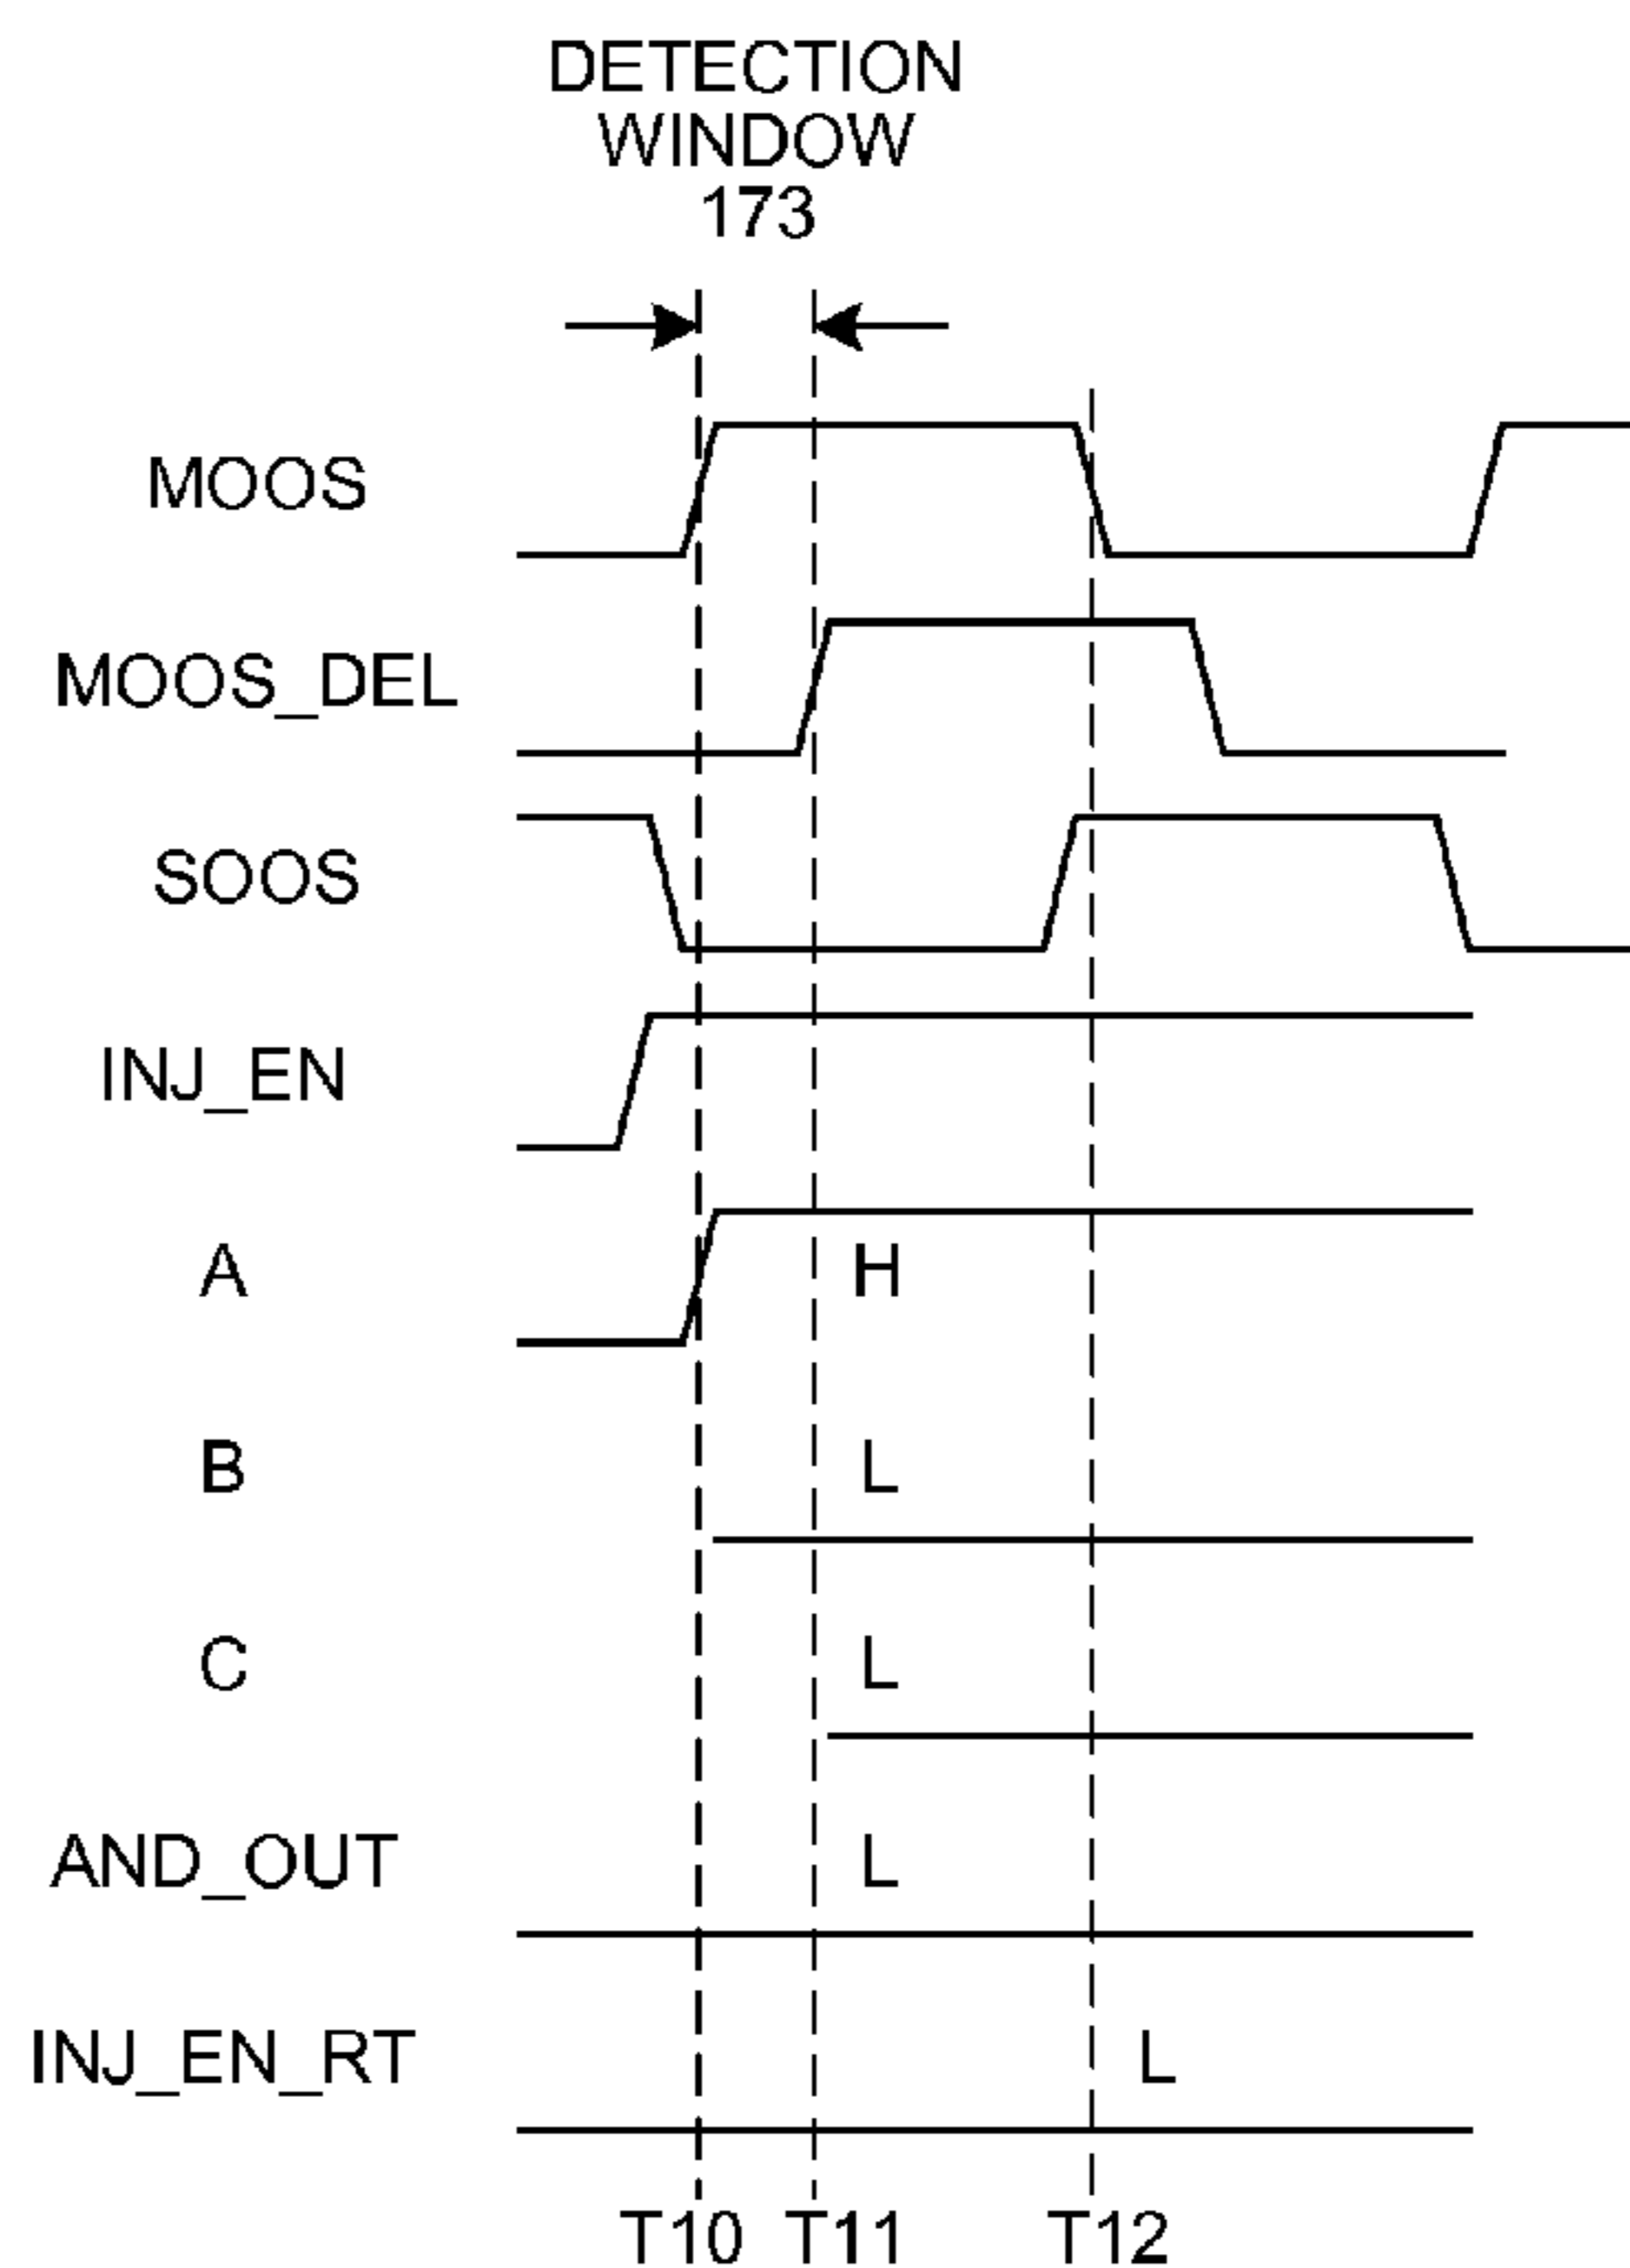 DETECTION
WINDOW
173
MOOS
MOOS_DEL
SOOS
INJ_EN
A H
B L
C L
AND_OUT L
INJ_EN_RT L
T10 T11 T12